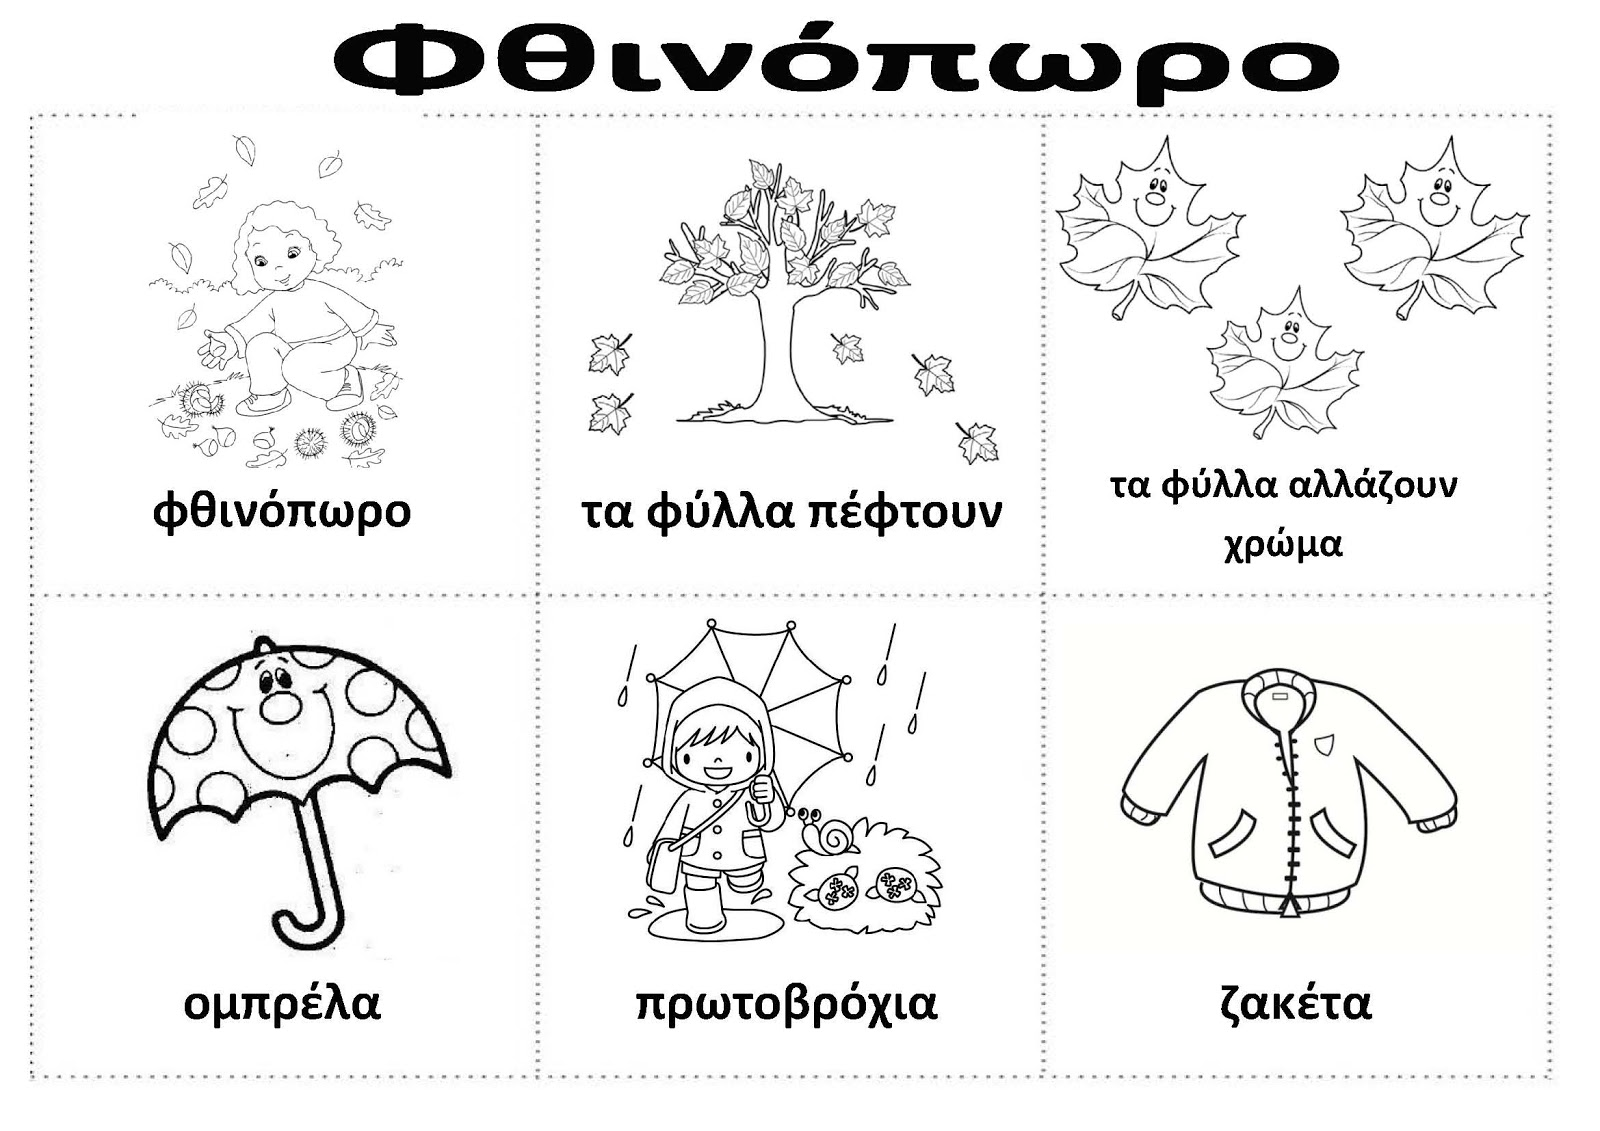 Φθινόπωρο
φθινόπωρο
τα φύλλα πέφτουν
τα φύλλα αλλάζουν
χρώμα
ομπρέλα
πρωτοβρόχια
ζακέτα